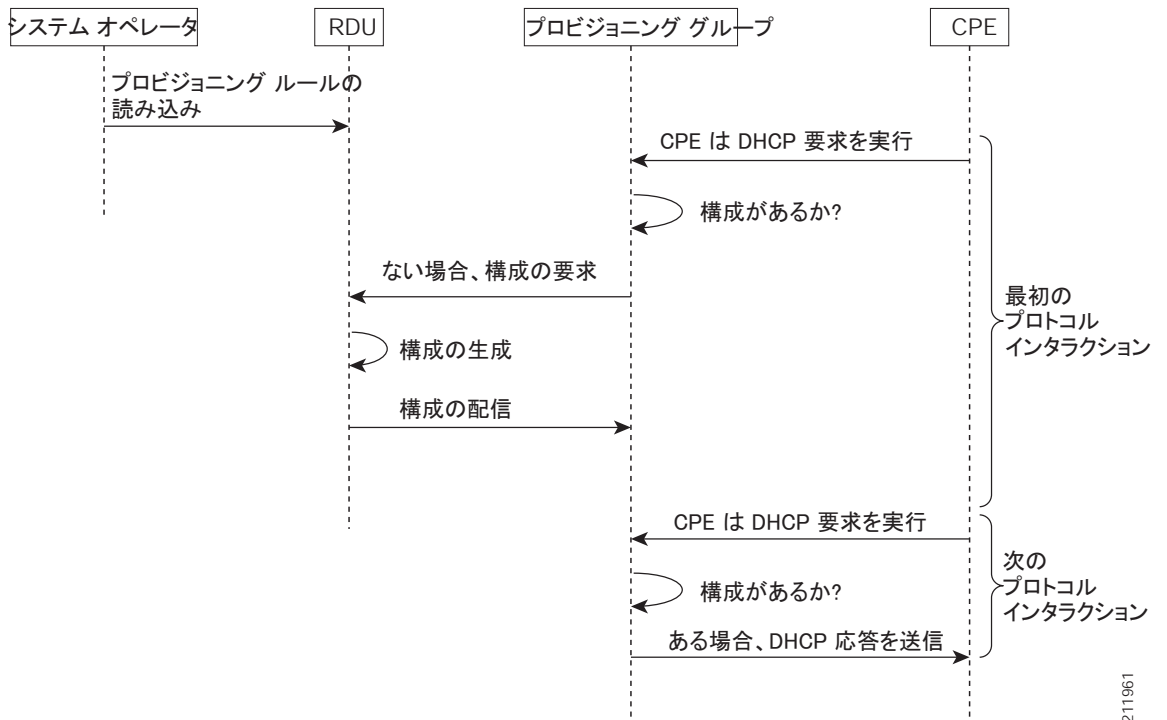 システム オペレータ
RDU
プロビジョニング グループ
CPE
プロビジョニング ルールの
読み込み
CPE は DHCP 要求を実行
構成があるか?
ない場合、構成の要求
構成の生成
構成の配信
最初の
プロトコル
インタラクション
CPE は DHCP 要求を実行
構成があるか?
ある場合、DHCP 応答を送信
次の
プロトコル
インタラクション
211961